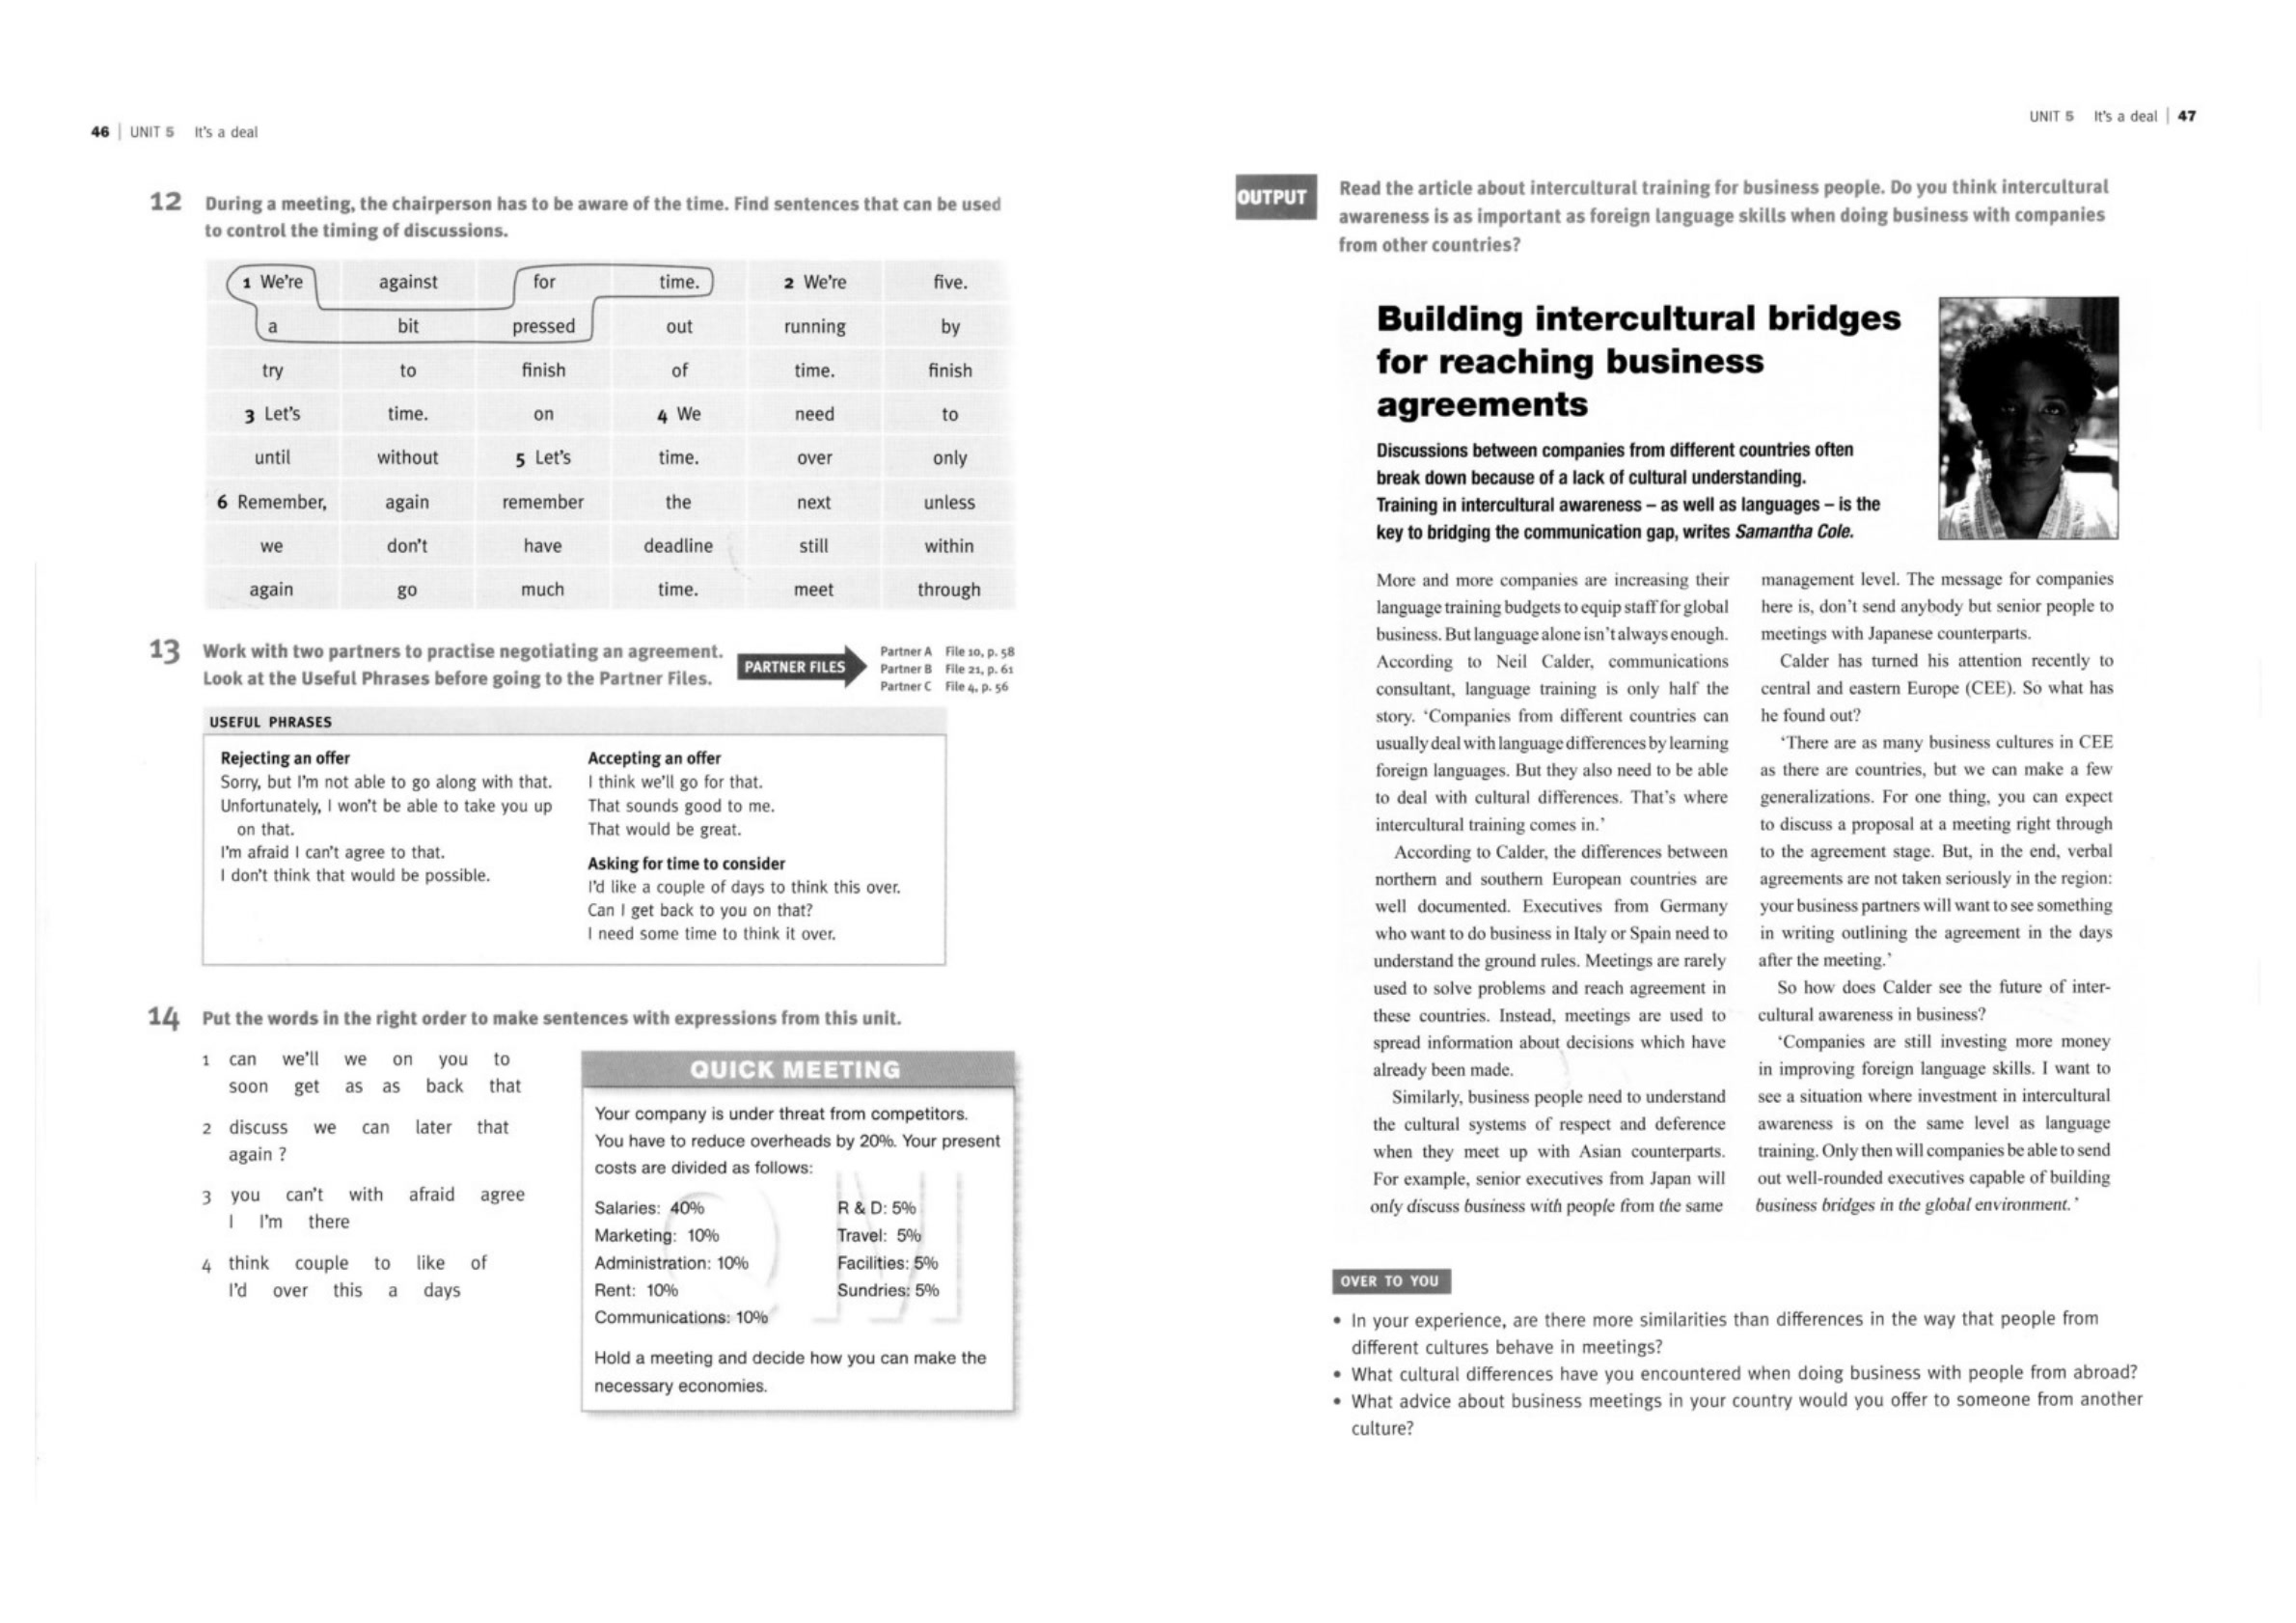 46 | UNIT 5 It's a deal
12 During a meeting, the chairperson has to be aware of the time. Find sentences that can be used
to control the timing of discussions.
1 We're against for time. 2 We're five.
a bit pressed out running by
try to finish of time. finish
3 Let's time. on 4 We need to
until without 5 Let's time. over only
6 Remember, again remember the next unless
we don't have deadline still within
again go much time. meet through
13 Work with two partners to practise negotiating an agreement.
Look at the Useful Phrases before going to the Partner Files.
PARTNER FILES
Partner A File 10, p. 58
Partner B File 21, p. 61
Partner C File 4, p. 56
USEFUL PHRASES
Rejecting an offer
Sorry, but I'm not able to go along with that.
Unfortunately, I won't be able to take you up
on that.
I'm afraid I can't agree to that.
I don't think that would be possible.
Accepting an offer
I think we'll go for that.
That sounds good to me.
That would be great.
Asking for time to consider
I'd like a couple of days to think this over.
Can I get back to you on that?
I need some time to think it over.
14 Put the words in the right order to make sentences with expressions from this unit.
1 can we'll we on you to
soon get as as back that
2 discuss we can later that
again ?
3 you can't with afraid agree
I I'm there
4 think couple to like of
I'd over this a days
QUICK MEETING
Your company is under threat from competitors.
You have to reduce overheads by 20%. Your present
costs are divided as follows:
Salaries: 40% R & D: 5%
Marketing: 10% Travel: 5%
Administration: 10% Facilities: 5%
Rent: 10% Sundries: 5%
Communications: 10%
Hold a meeting and decide how you can make the
necessary economies.
UNIT 5 It's a deal | 47
OUTPUT
Read the article about intercultural training for business people. Do you think intercultural
awareness is as important as foreign language skills when doing business with companies
from other countries?
Building intercultural bridges
for reaching business
agreements
Discussions between companies from different countries often
break down because of a lack of cultural understanding.
Training in intercultural awareness – as well as languages – is the
key to bridging the communication gap, writes Samantha Cole.
More and more companies are increasing their
language training budgets to equip staff for global
business. But language alone isn't always enough.
According to Neil Calder, communications
consultant, language training is only half the
story. 'Companies from different countries can
usually deal with language differences by learning
foreign languages. But they also need to be able
to deal with cultural differences. That's where
intercultural training comes in.'
According to Calder, the differences between
northern and southern European countries are
well documented. Executives from Germany
who want to do business in Italy or Spain need to
understand the ground rules. Meetings are rarely
used to solve problems and reach agreement in
these countries. Instead, meetings are used to
spread information about decisions which have
already been made.
Similarly, business people need to understand
the cultural systems of respect and deference
when they meet up with Asian counterparts.
For example, senior executives from Japan will
only discuss business with people from the same
management level. The message for companies
here is, don't send anybody but senior people to
meetings with Japanese counterparts.
Calder has turned his attention recently to
central and eastern Europe (CEE). So what has
he found out?
'There are as many business cultures in CEE
as there are countries, but we can make a few
generalizations. For one thing, you can expect
to discuss a proposal at a meeting right through
to the agreement stage. But, in the end, verbal
agreements are not taken seriously in the region:
your business partners will want to see something
in writing outlining the agreement in the days
after the meeting.'
So how does Calder see the future of inter-
cultural awareness in business?
'Companies are still investing more money
in improving foreign language skills. I want to
see a situation where investment in intercultural
awareness is on the same level as language
training. Only then will companies be able to send
out well-rounded executives capable of building
business bridges in the global environment.'
OVER TO YOU
• In your experience, are there more similarities than differences in the way that people from
different cultures behave in meetings?
• What cultural differences have you encountered when doing business with people from abroad?
• What advice about business meetings in your country would you offer to someone from another
culture?